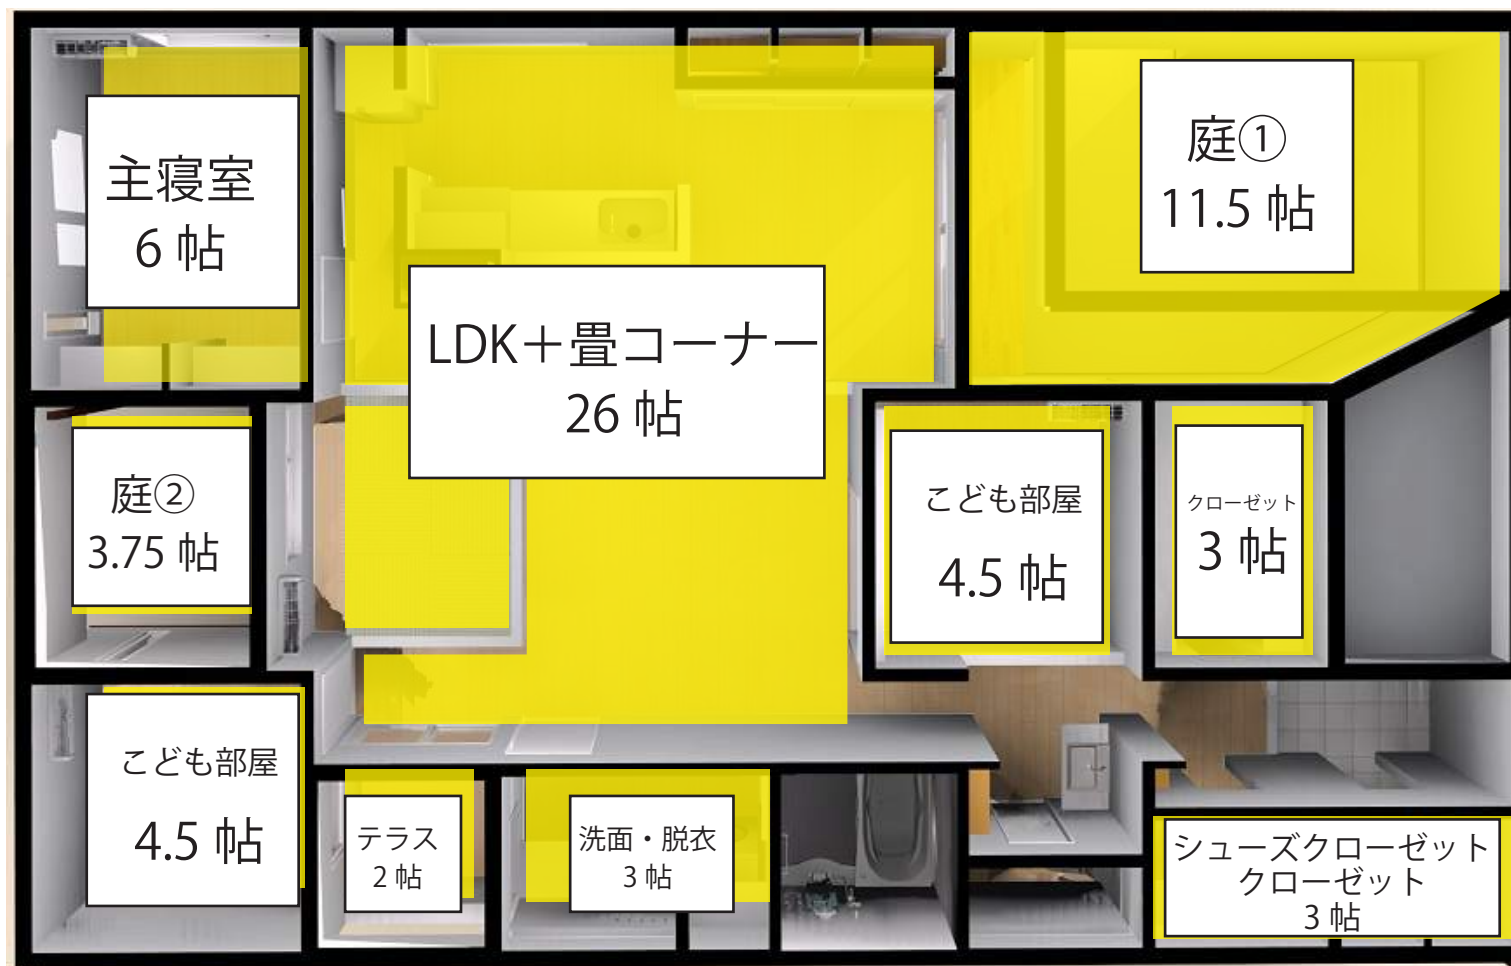 主寝室
6 帖
庭①
11.5 帖
LDK＋畳コーナー
26 帖
庭②
3.75 帖
こども部屋
4.5 帖
クローゼット
3 帖
こども部屋
4.5 帖
テラス
2 帖
洗面・脱衣
3 帖
シューズクローゼット
クローゼット
3 帖